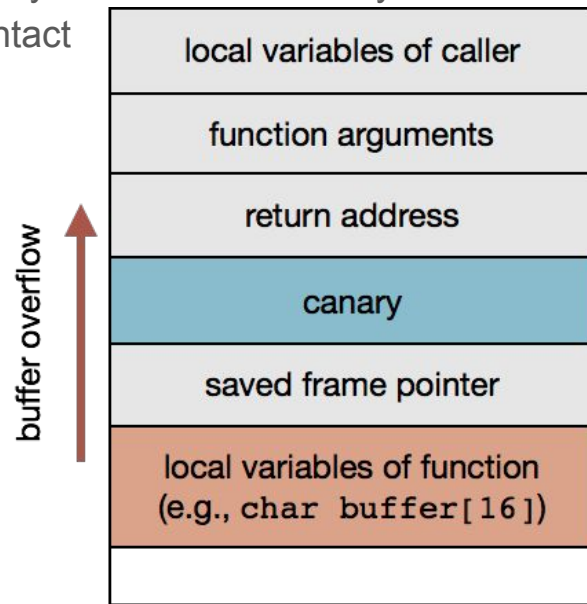 ntact
local variables of caller
function arguments
return address
canary
saved frame pointer
local variables of function
(e.g., char buffer[16])
buffer overflow